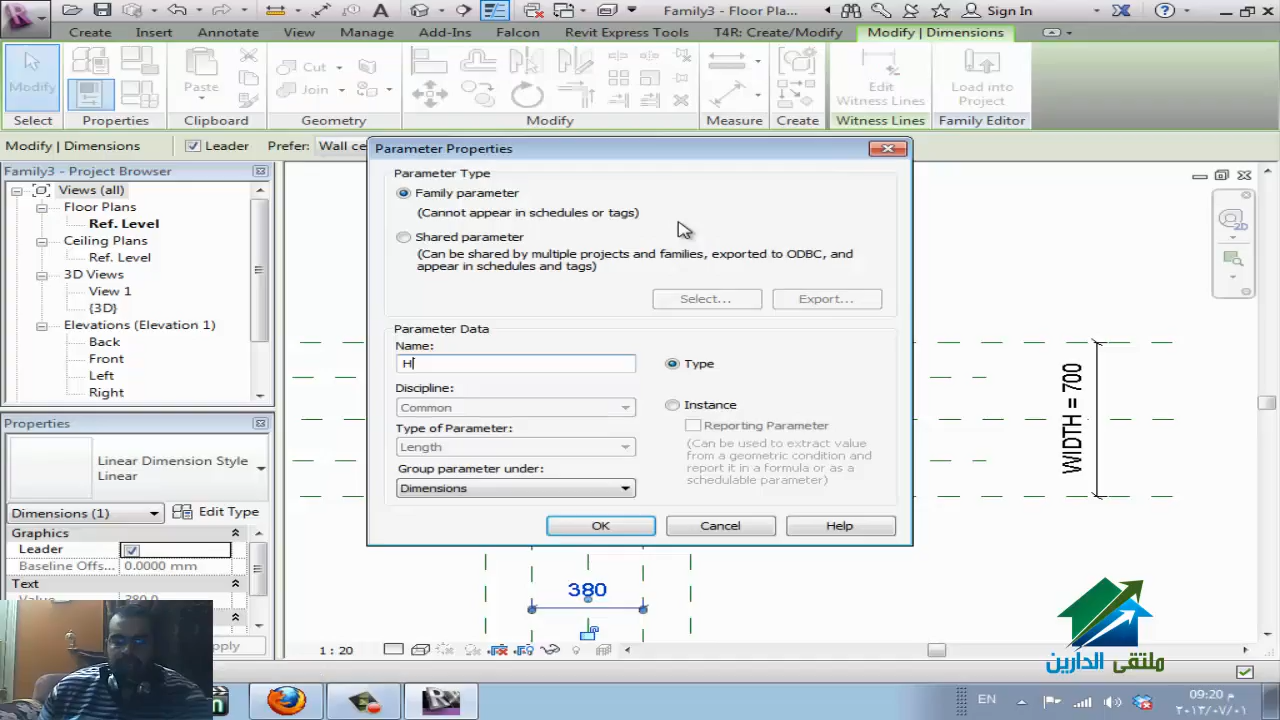 Family3 - Floor Pla...
Sign In
Create Insert Annotate View Manage Add-Ins Falcon Revit Express Tools T4R: Create/Modify Modify | Dimensions
Modify
Paste
Cut
Join
Edit
Witness Lines
Load into
Project
Select Properties Clipboard Geometry Modify Measure Create Witness Lines Family Editor
Modify | Dimensions
Leader
Prefer:
Wall ce
Family3 - Project Browser
Views (all)
Floor Plans
Ref. Level
Ceiling Plans
Ref. Level
3D Views
View 1
{3D}
Elevations (Elevation 1)
Back
Front
Left
Right
Properties
Linear Dimension Style
Linear
Dimensions (1)
Edit Type
Graphics
Leader
Baseline Offs...
0.0000 mm
Text
Parameter Properties
Parameter Type
Family parameter
(Cannot appear in schedules or tags)
Shared parameter
(Can be shared by multiple projects and families, exported to ODBC, and
appear in schedules and tags)
Select...
Export...
Parameter Data
Name:
H
Type
Discipline:
Common
Instance
Reporting Parameter
Type of Parameter:
Length
(Can be used to extract value
from a geometric condition and
report it in a formula or as a
schedulable parameter)
Group parameter under:
Dimensions
OK
Cancel
Help
WIDTH = 700
380
1 : 20
ملتقى الدارين
EN
09:20 م
٢٠١٣/٠٧/٠١